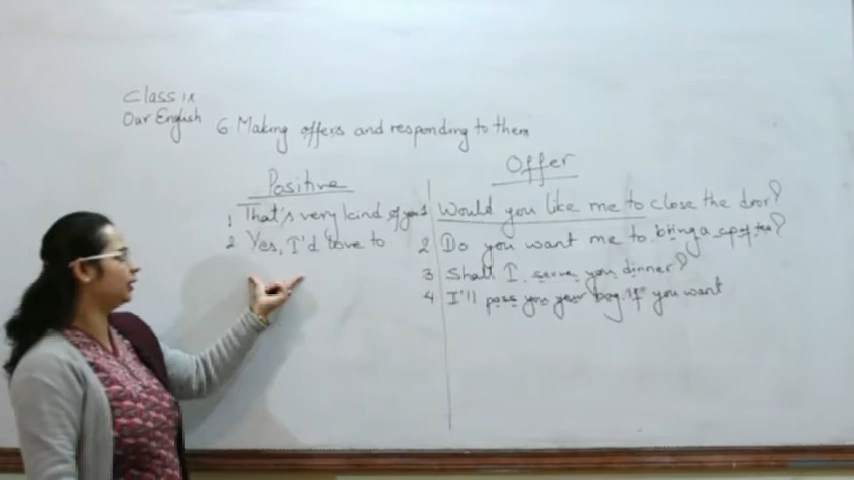 Class IX
Our English
6 Making offers and responding to them
Positive
1 That's very kind of you
2 Yes, I'd love to
Offer
1 Would you like me to close the door?
2 Do you want me to bring a cup of tea?
3 Shall I serve you dinner?
4 I'll pass you your bag if you want